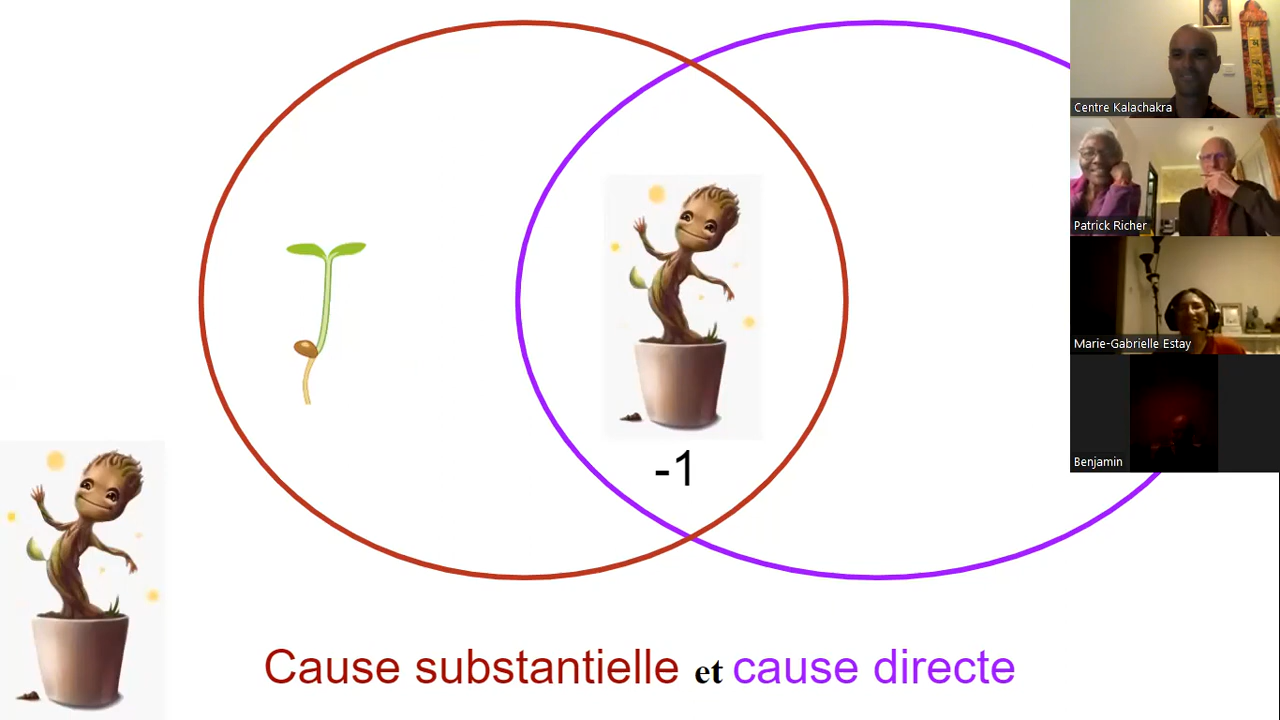 Centre Kalachakra
Patrick Richer
Marie-Gabrielle Estay
Benjamin
-1
Cause substantielle et cause directe